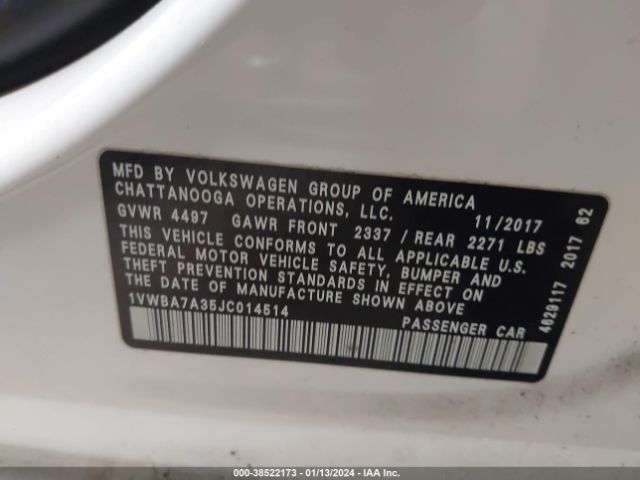 MFD BY VOLKSWAGEN GROUP OF AMERICA
CHATTANOOGA OPERATIONS, LLC. 11/2017
GVWR 4497 GAWR FRONT 2337 / REAR 2271 LBS
THIS VEHICLE CONFORMS TO ALL APPLICABLE U.S.
FEDERAL MOTOR VEHICLE SAFETY, BUMPER AND
THEFT PREVENTION STANDARDS IN EFFECT ON
THE DATE OF MANUFACTURE SHOWN ABOVE
1VWBA7A35JC014514 PASSENGER CAR
4629117 2017 62
000-38522173 - 01/13/2024 - IAA Inc.